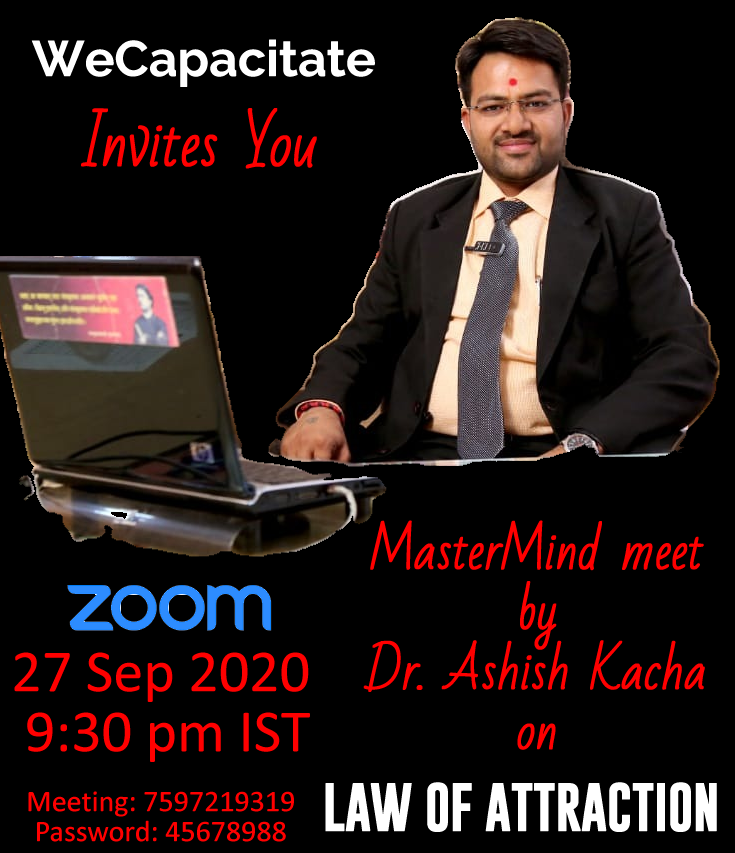 WeCapacitate
Invites You
zoom
27 Sep 2020
9:30 pm IST
Meeting: 7597219319
Password: 45678988
MasterMind meet
by
Dr. Ashish Kacha
on
LAW OF ATTRACTION